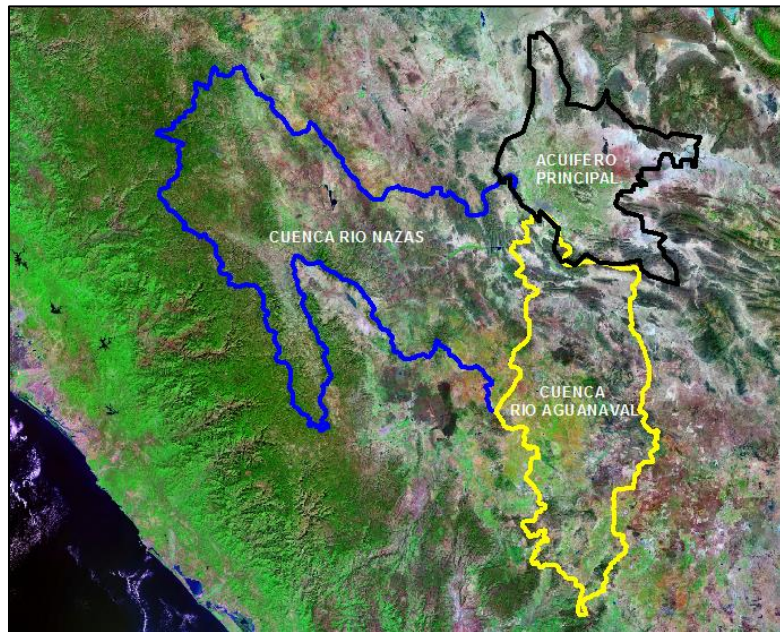 ACUIFERO
PRINCIPAL
CUENCA RIO NAZAS
CUENCA
RIO AGUANAVAL